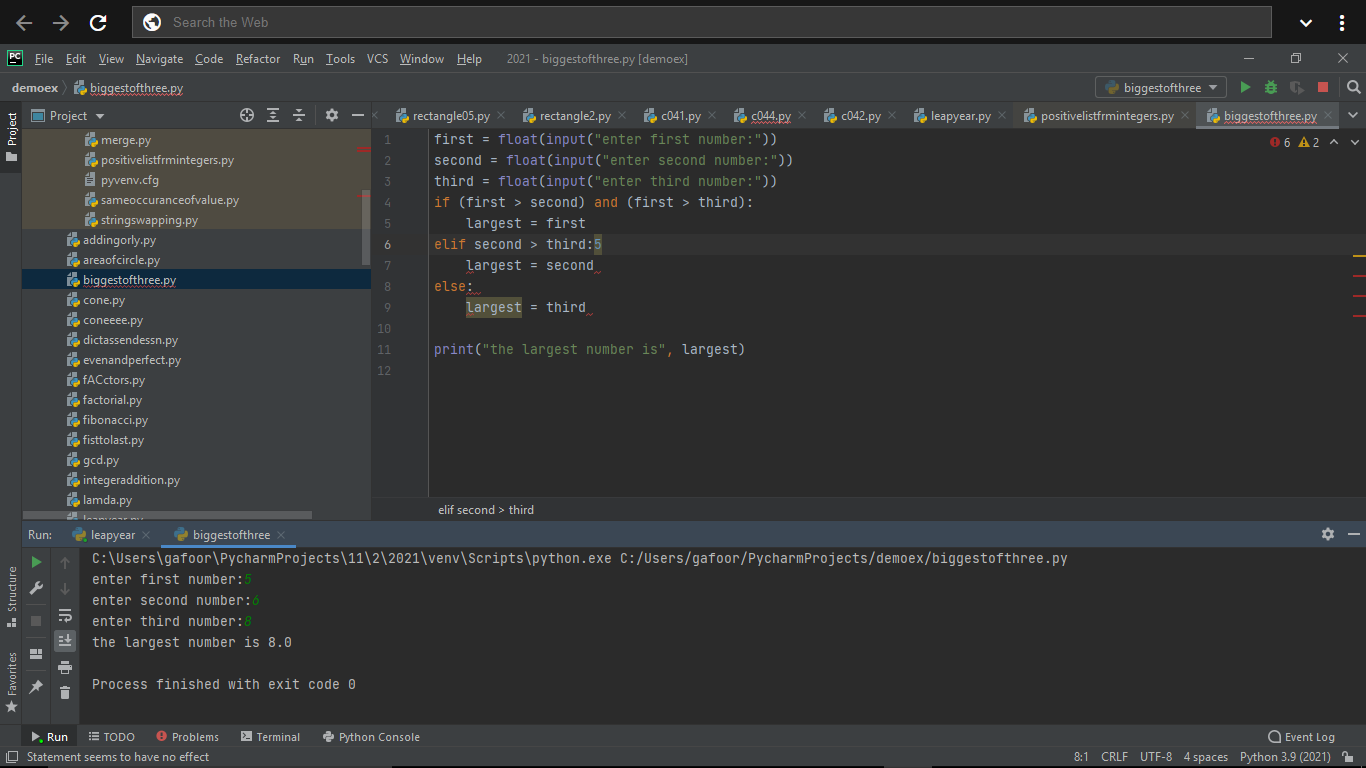 Search the Web
PC File Edit View Navigate Code Refactor Run Tools VCS Window Help 2021 - biggestofthree.py [demoex]
demoex biggestofthree.py biggestofthree
Project
rectangle05.py rectangle2.py c041.py c044.py c042.py leapyear.py positivelistfrmintegers.py biggestofthree.py
Project
merge.py
positivelistfrmintegers.py
pyvenv.cfg
sameoccuranceofvalue.py
stringswapping.py
addingorly.py
areaofcircle.py
biggestofthree.py
cone.py
coneeee.py
dictassendessn.py
evenandperfect.py
fACctors.py
factorial.py
fibonacci.py
fisttolast.py
gcd.py
integeraddition.py
lamda.py
leapyear.py
6 2
1 first = float(input("enter first number:"))
2 second = float(input("enter second number:"))
3 third = float(input("enter third number:"))
4 if (first > second) and (first > third):
5 largest = first
6 elif second > third:5
7 largest = second
8 else:
9 largest = third
10
11 print("the largest number is", largest)
12
elif second > third
Run: leapyear biggestofthree
C:\Users\gafoor\PycharmProjects\11\2\2021\venv\Scripts\python.exe C:/Users/gafoor/PycharmProjects/demoex/biggestofthree.py
enter first number:5
enter second number:6
enter third number:8
the largest number is 8.0
Process finished with exit code 0
Structure
Favorites
Run TODO Problems Terminal Python Console Event Log
Statement seems to have no effect 8:1 CRLF UTF-8 4 spaces Python 3.9 (2021)